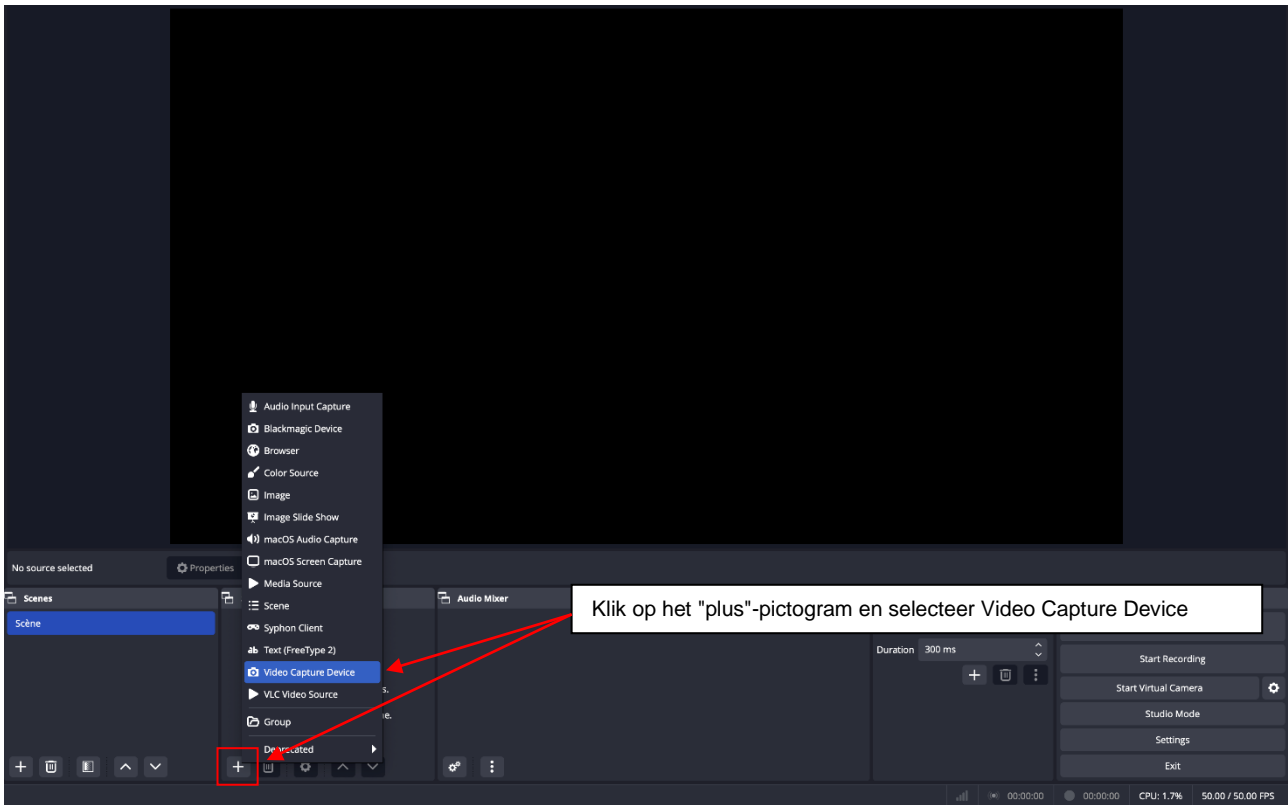 Audio Input Capture
Blackmagic Device
Browser
Color Source
Image
Image Slide Show
macOS Audio Capture
macOS Screen Capture
Media Source
Scene
Syphon Client
ab Text (FreeType 2)
Video Capture Device
VLC Video Source
Group
Deprecated
No source selected
Properties
Scenes
Scène
s.
e.
Audio Mixer
Klik op het "plus"-pictogram en selecteer Video Capture Device
Duration 300 ms
Start Recording
Start Virtual Camera
Studio Mode
Settings
Exit
00:00:00 00:00:00 CPU: 1.7% 50.00 / 50.00 FPS